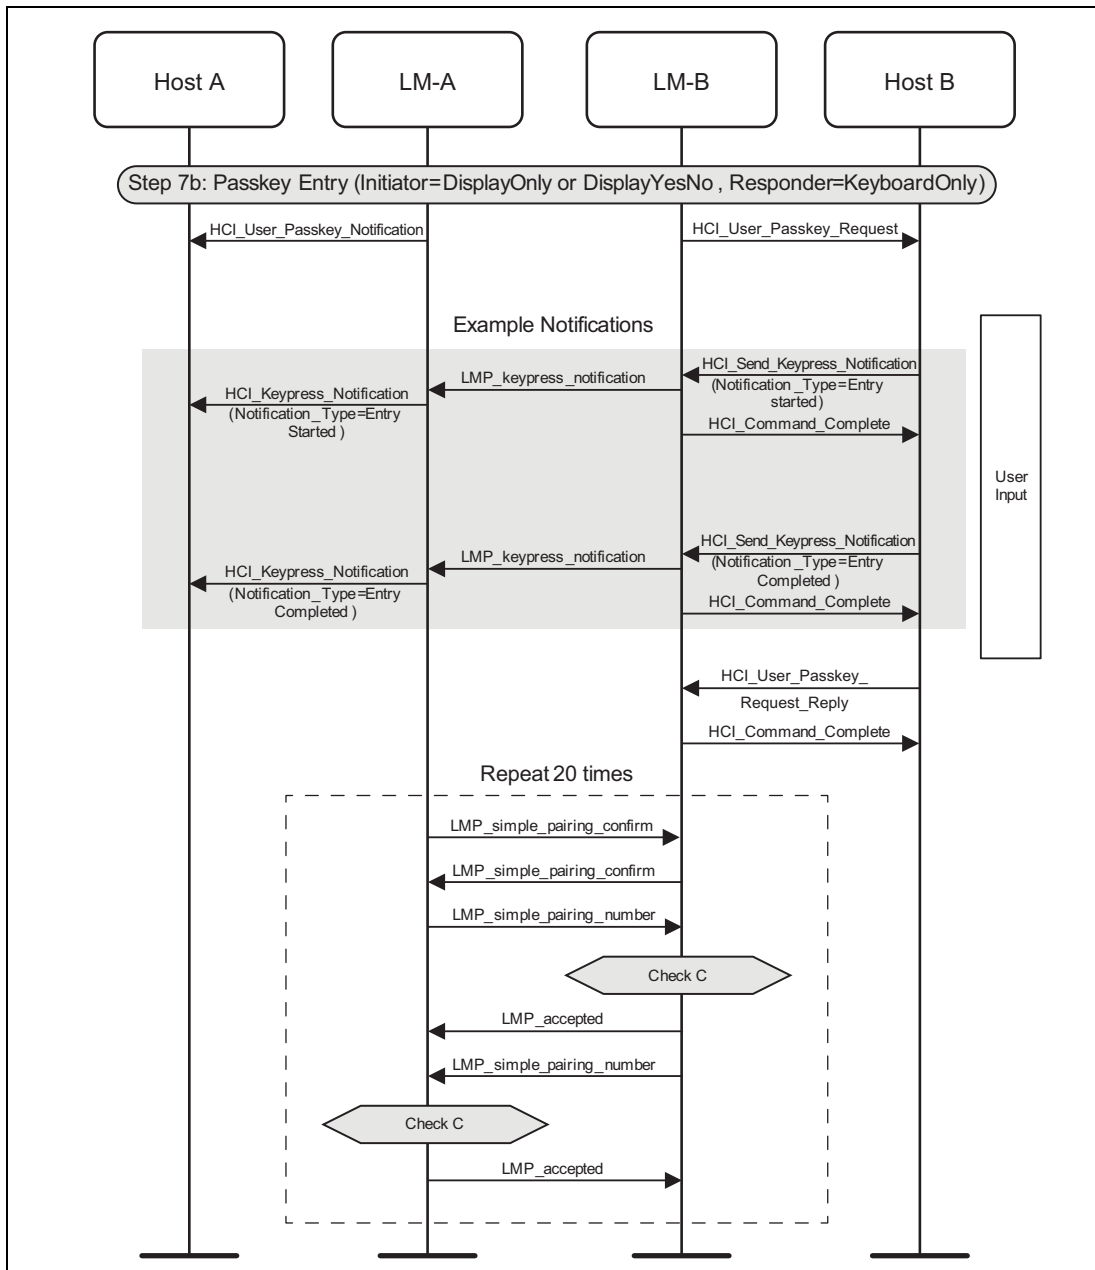 Host A
LM-A
LM-B
Host B
Step 7b: Passkey Entry (Initiator=DisplayOnly or DisplayYesNo , Responder=KeyboardOnly)
HCI_User_Passkey_Notification
HCI_User_Passkey_Request
Example Notifications
HCI_Send_Keypress_Notification
(Notification_Type=Entry
started)
LMP_keypress_notification
HCI_Keypress_Notification
(Notification_Type=Entry
Started )
HCI_Command_Complete
User
Input
HCI_Send_Keypress_Notification
(Notification_Type=Entry
Completed )
LMP_keypress_notification
HCI_Keypress_Notification
(Notification_Type=Entry
Completed )
HCI_Command_Complete
HCI_User_Passkey_
Request_Reply
HCI_Command_Complete
Repeat 20 times
LMP_simple_pairing_confirm
LMP_simple_pairing_confirm
LMP_simple_pairing_number
Check C
LMP_accepted
LMP_simple_pairing_number
Check C
LMP_accepted